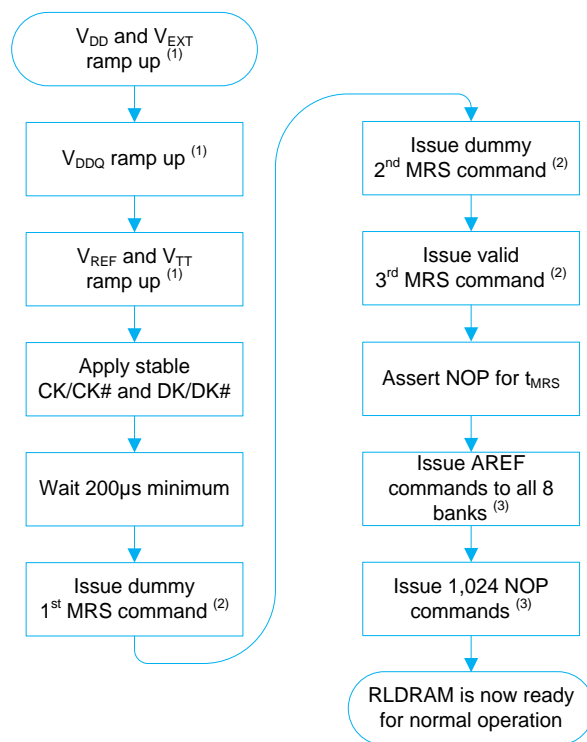 V_DD and V_EXT
ramp up (1)
V_DDQ ramp up (1)
V_REF and V_TT
ramp up (1)
Apply stable
CK/CK# and DK/DK#
Wait 200µs minimum
Issue dummy
1st MRS command (2)
Issue dummy
2nd MRS command (2)
Issue valid
3rd MRS command (2)
Assert NOP for t_MRS
Issue AREF
commands to all 8
banks (3)
Issue 1,024 NOP
commands (3)
RLDRAM is now ready
for normal operation